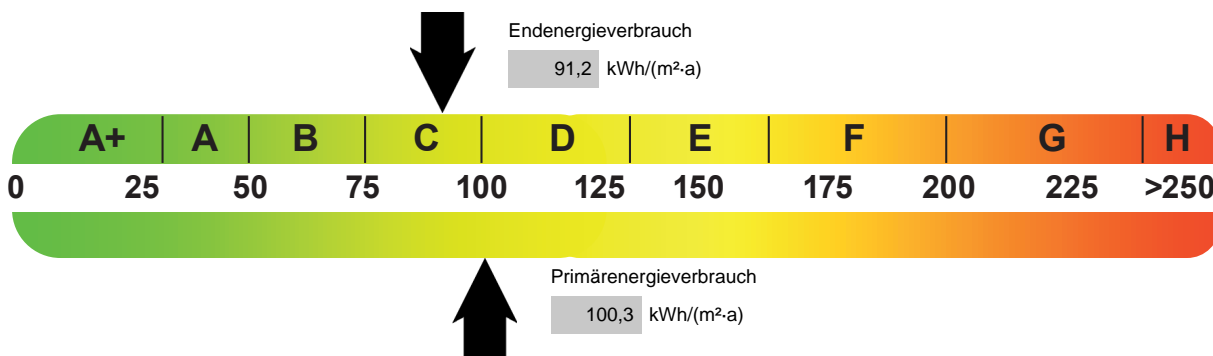 Endenergieverbrauch
91,2 kWh/(m²·a)
A+ A B C D E F G H
0 25 50 75 100 125 150 175 200 225 >250
Primärenergieverbrauch
100,3 kWh/(m²·a)